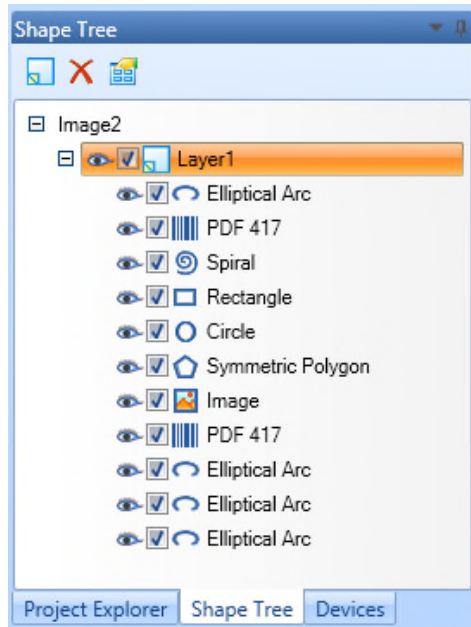 Shape Tree
Image2
Layer1
Elliptical Arc
PDF 417
Spiral
Rectangle
Circle
Symmetric Polygon
Image
PDF 417
Elliptical Arc
Elliptical Arc
Elliptical Arc
Project Explorer Shape Tree Devices